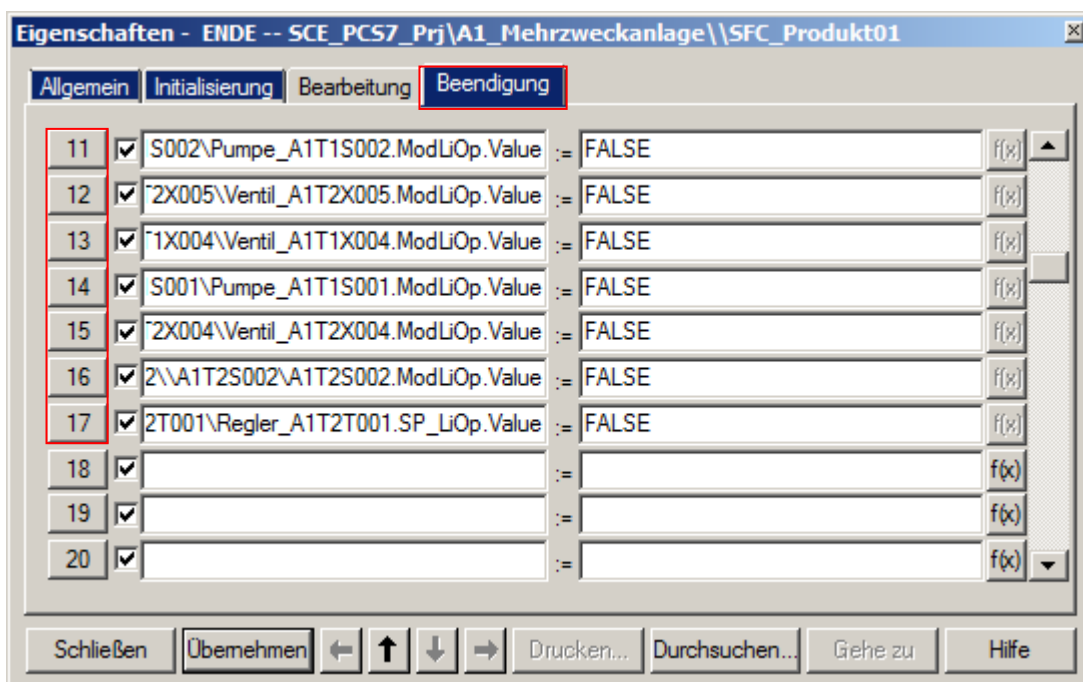 Eigenschaften - ENDE -- SCE_PCS7_Prj\A1_Mehrzweckanlage\\SFC_Produkt01
Allgemein Initialisierung Bearbeitung Beendigung
11 S002\Pumpe_A1T1S002.ModLiOp.Value := FALSE f(x)
12 T2X005\Ventil_A1T2X005.ModLiOp.Value := FALSE f(x)
13 T1X004\Ventil_A1T1X004.ModLiOp.Value := FALSE f(x)
14 S001\Pumpe_A1T1S001.ModLiOp.Value := FALSE f(x)
15 T2X004\Ventil_A1T2X004.ModLiOp.Value := FALSE f(x)
16 2\\A1T2S002\A1T2S002.ModLiOp.Value := FALSE f(x)
17 2T001\Regler_A1T2T001.SP_LiOp.Value := FALSE f(x)
18 := f(x)
19 := f(x)
20 := f(x)
Schließen Übernehmen Drucken... Durchsuchen... Gehe zu Hilfe